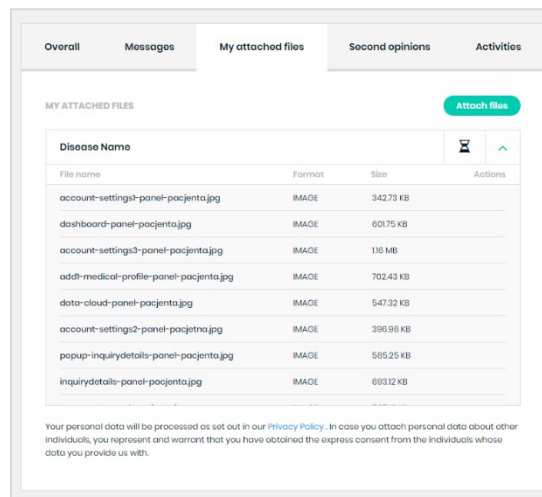 Overall Messages My attached files Second opinions Activities
MY ATTACHED FILES Attach files
Disease Name
File name Format Size Actions
account-settings1-panel-pacjenta.jpg IMAGE 342.73 KB
dashboard-panel-pacjenta.jpg IMAGE 601.75 KB
account-settings3-panel-pacjenta.jpg IMAGE 1.16 MB
add1-medical-profile-panel-pacjenta.jpg IMAGE 702.43 KB
data-cloud-panel-pacjenta.jpg IMAGE 547.32 KB
account-settings2-panel-pacjetna.jpg IMAGE 396.96 KB
popup-inquirydetails-panel-pacjenta.jpg IMAGE 585.25 KB
inquirydetails-panel-pacjenta.jpg IMAGE 693.12 KB
Your personal data will be processed as set out in our Privacy Policy . In case you attach personal data about other
individuals, you represent and warrant that you have obtained the express consent from the individuals whose
data you provide us with.